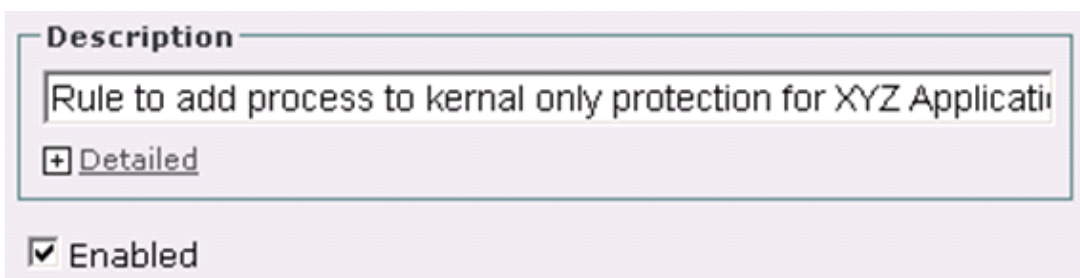 Description
Rule to add process to kernal only protection for XYZ Applicati
Detailed
Enabled